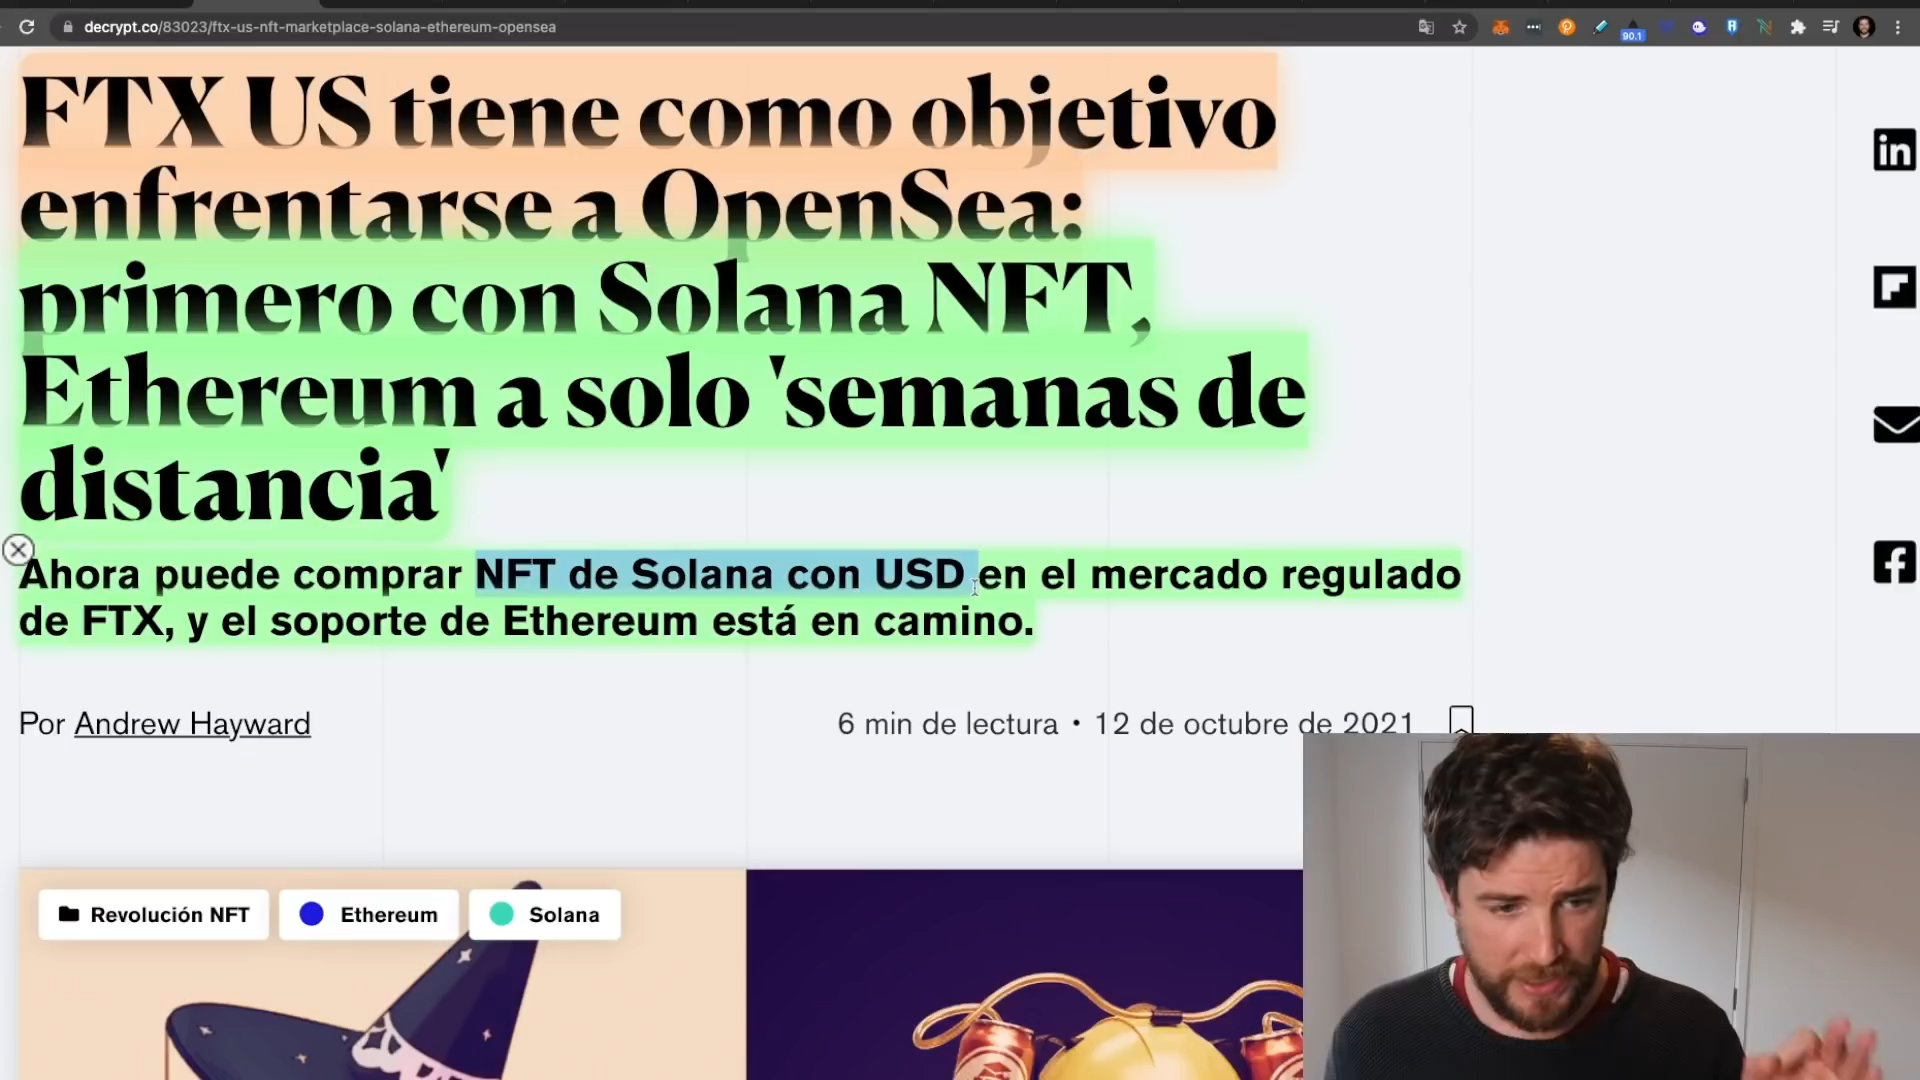 decrypt.co/83023/ftx-us-nft-marketplace-solana-ethereum-opensea
90.1
FTX US tiene como objetivo
enfrentarse a OpenSea:
primero con Solana NFT,
Ethereum a solo 'semanas de
distancia'
Ahora puede comprar NFT de Solana con USD en el mercado regulado
de FTX, y el soporte de Ethereum está en camino.
Por Andrew Hayward
6 min de lectura • 12 de octubre de 2021
Revolución NFT
Ethereum
Solana